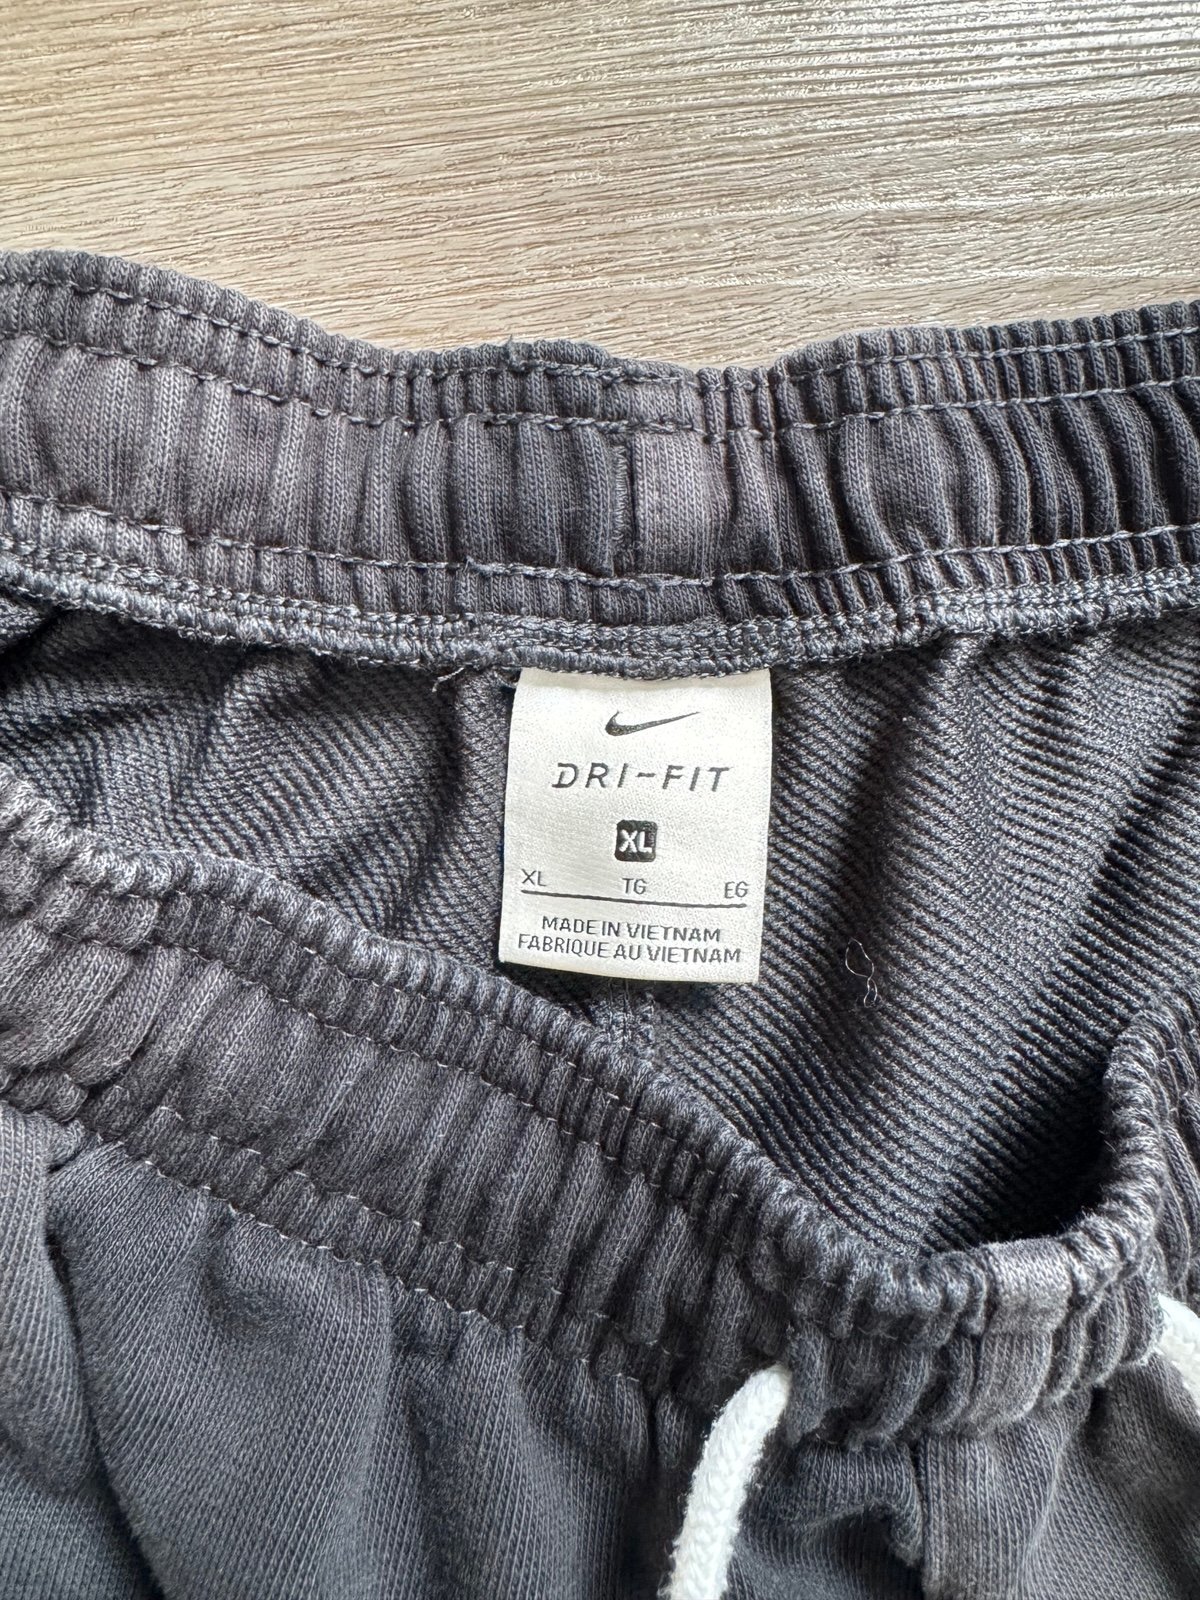 DRI-FIT
XL
XL TG EG
MADE IN VIETNAM
FABRIQUE AU VIETNAM